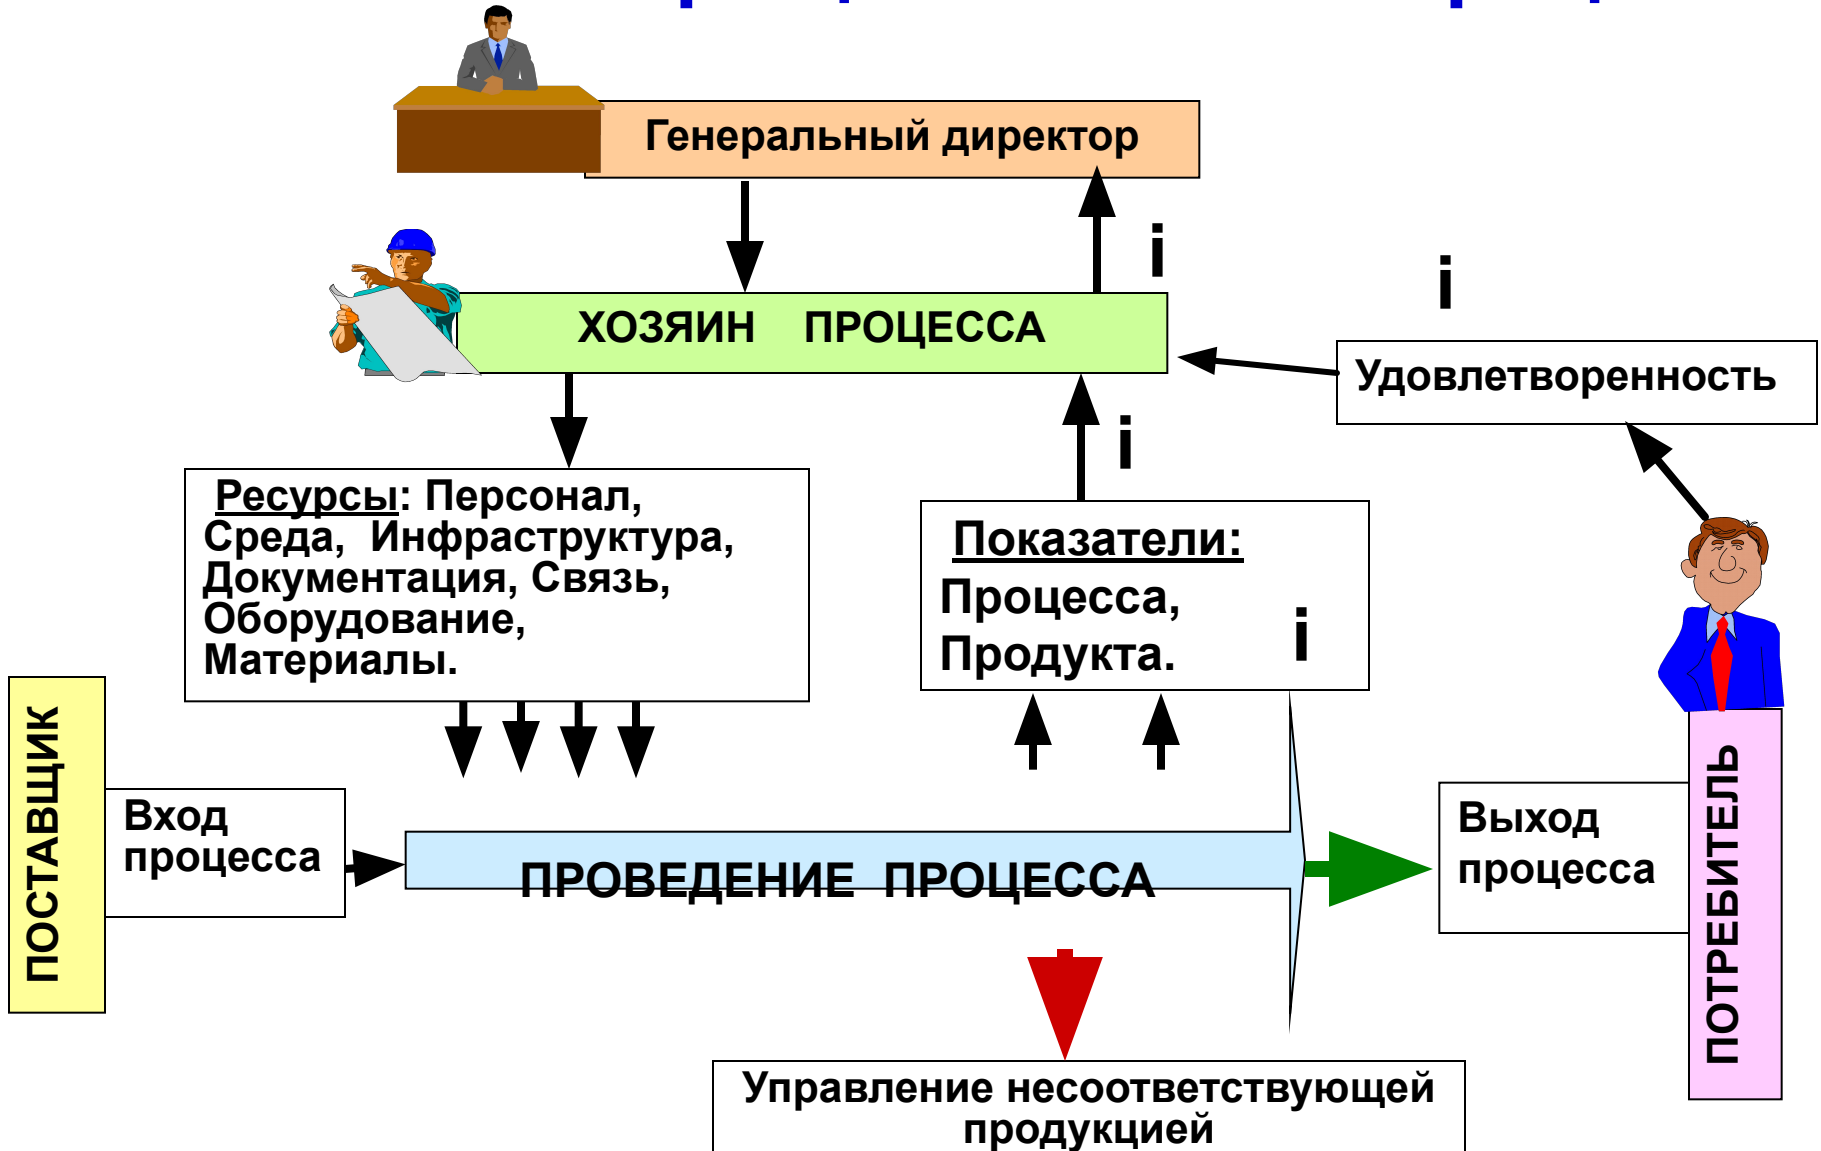 Генеральный директор
i
i
ХОЗЯИН ПРОЦЕССА
Удовлетворенность
i
Ресурсы: Персонал,
Среда, Инфраструктура,
Документация, Связь,
Оборудование,
Материалы.
Показатели:
Процесса,
Продукта.
i
ПОСТАВЩИК
Вход
процесса
ПРОВЕДЕНИЕ ПРОЦЕССА
Выход
процесса
ПОТРЕБИТЕЛЬ
Управление несоответствующей
продукцией